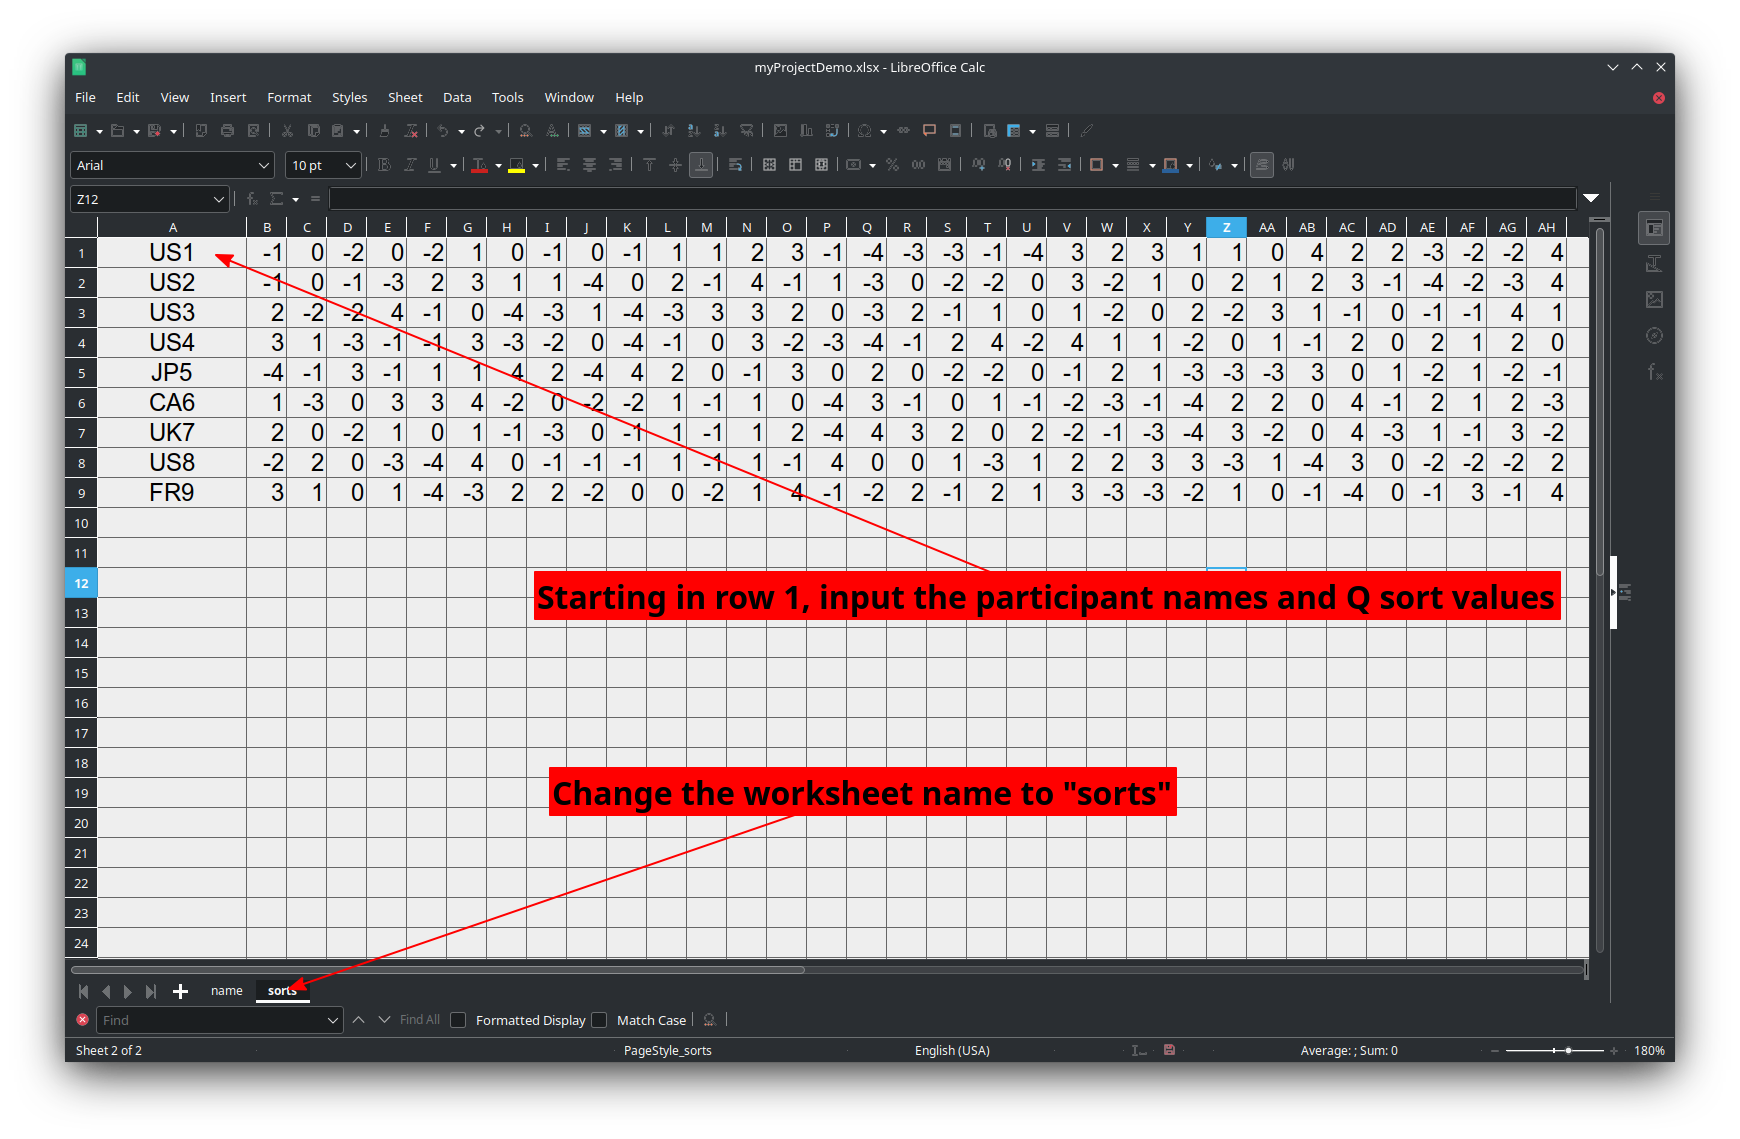 myProjectDemo.xlsx - LibreOffice Calc
File Edit View Insert Format Styles Sheet Data Tools Window Help
Arial 10 pt
Z12
A B C D E F G H I J K L M N O P Q R S T U V W X Y Z AA AB AC AD AE AF AG AH
1 US1 -1 0 -2 0 -2 1 0 -1 0 -1 1 1 2 3 -1 -4 -3 -3 -1 -4 3 2 3 1 1 0 4 2 2 -3 -2 -2 4
2 US2 -1 0 -1 -3 2 3 1 1 -4 0 2 -1 4 -1 1 -3 0 -2 -2 0 3 -2 1 0 2 1 2 3 -1 -4 -2 -3 4
3 US3 2 -2 -2 4 -1 0 -4 -3 1 -4 -3 3 3 2 0 -3 2 -1 1 0 1 -2 0 2 -2 3 1 -1 0 -1 -1 4 1
4 US4 3 1 -3 -1 -1 3 -3 -2 0 -4 -1 0 3 -2 -3 -4 -1 2 4 -2 4 1 1 -2 0 1 -1 2 0 2 1 2 0
5 JP5 -4 -1 3 -1 1 1 4 2 -4 4 2 0 -1 3 0 2 0 -2 -2 0 -1 2 1 -3 -3 -3 3 0 1 -2 1 -2 -1
6 CA6 1 -3 0 3 3 4 -2 0 -2 -2 1 -1 1 0 -4 3 -1 0 1 -1 -2 -3 -1 -4 2 2 0 4 -1 2 1 2 -3
7 UK7 2 0 -2 1 0 1 -1 -3 0 -1 1 -1 1 2 -4 4 3 2 0 2 -2 -1 -3 -4 3 -2 0 4 -3 1 -1 3 -2
8 US8 -2 2 0 -3 -4 4 0 -1 -1 -1 1 -1 1 -1 4 0 0 1 -3 1 2 2 3 3 -3 1 -4 3 0 -2 -2 -2 2
9 FR9 3 1 0 1 -4 -3 2 2 -2 0 0 -2 1 4 -1 -2 2 -1 2 1 3 -3 -3 -2 1 0 -1 -4 0 -1 3 -1 4
10
11
12
Starting in row 1, input the participant names and Q sort values
13
14
15
16
17
18
19
Change the worksheet name to "sorts"
20
21
22
23
24
name sorts
Find Find All Formatted Display Match Case
Sheet 2 of 2 PageStyle_sorts English (USA) Average: ; Sum: 0 180%